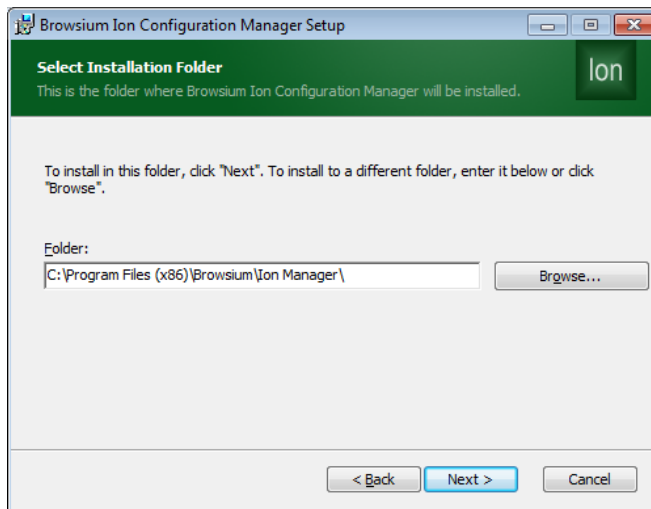 Browsium Ion Configuration Manager Setup
Select Installation Folder
This is the folder where Browsium Ion Configuration Manager will be installed.
Ion
To install in this folder, click "Next". To install to a different folder, enter it below or click
"Browse".
Folder:
C:\Program Files (x86)\Browsium\Ion Manager\
Browse...
< Back
Next >
Cancel